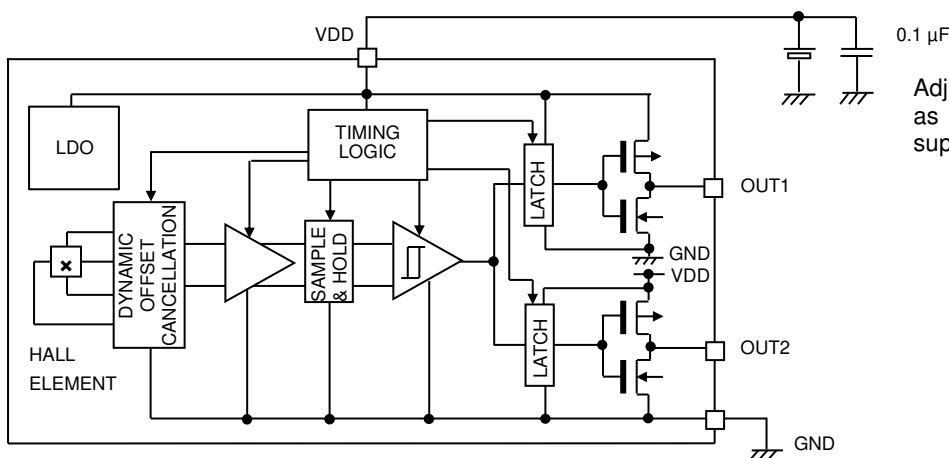 VDD
0.1 µF
Adj
as
sup
LDO
TIMING
LOGIC
LATCH
OUT1
GND
VDD
DYNAMIC
OFFSET
CANCELLATION
SAMPLE
& HOLD
LATCH
OUT2
HALL
ELEMENT
GND